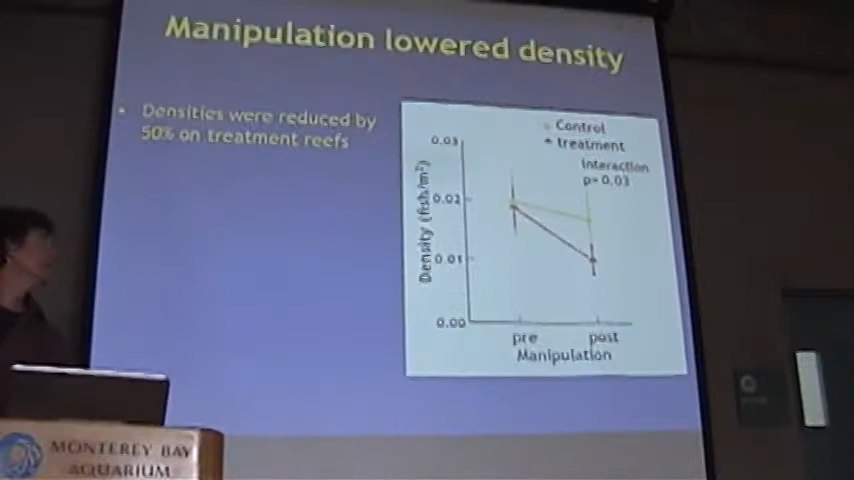 Manipulation lowered density
• Densities were reduced by
50% on treatment reefs
Control
treatment
Interaction
p=0.03
0.03
0.02
0.01
0.00
Density (fish/m²)
pre
post
Manipulation
MONTEREY BAY
AQUARIUM